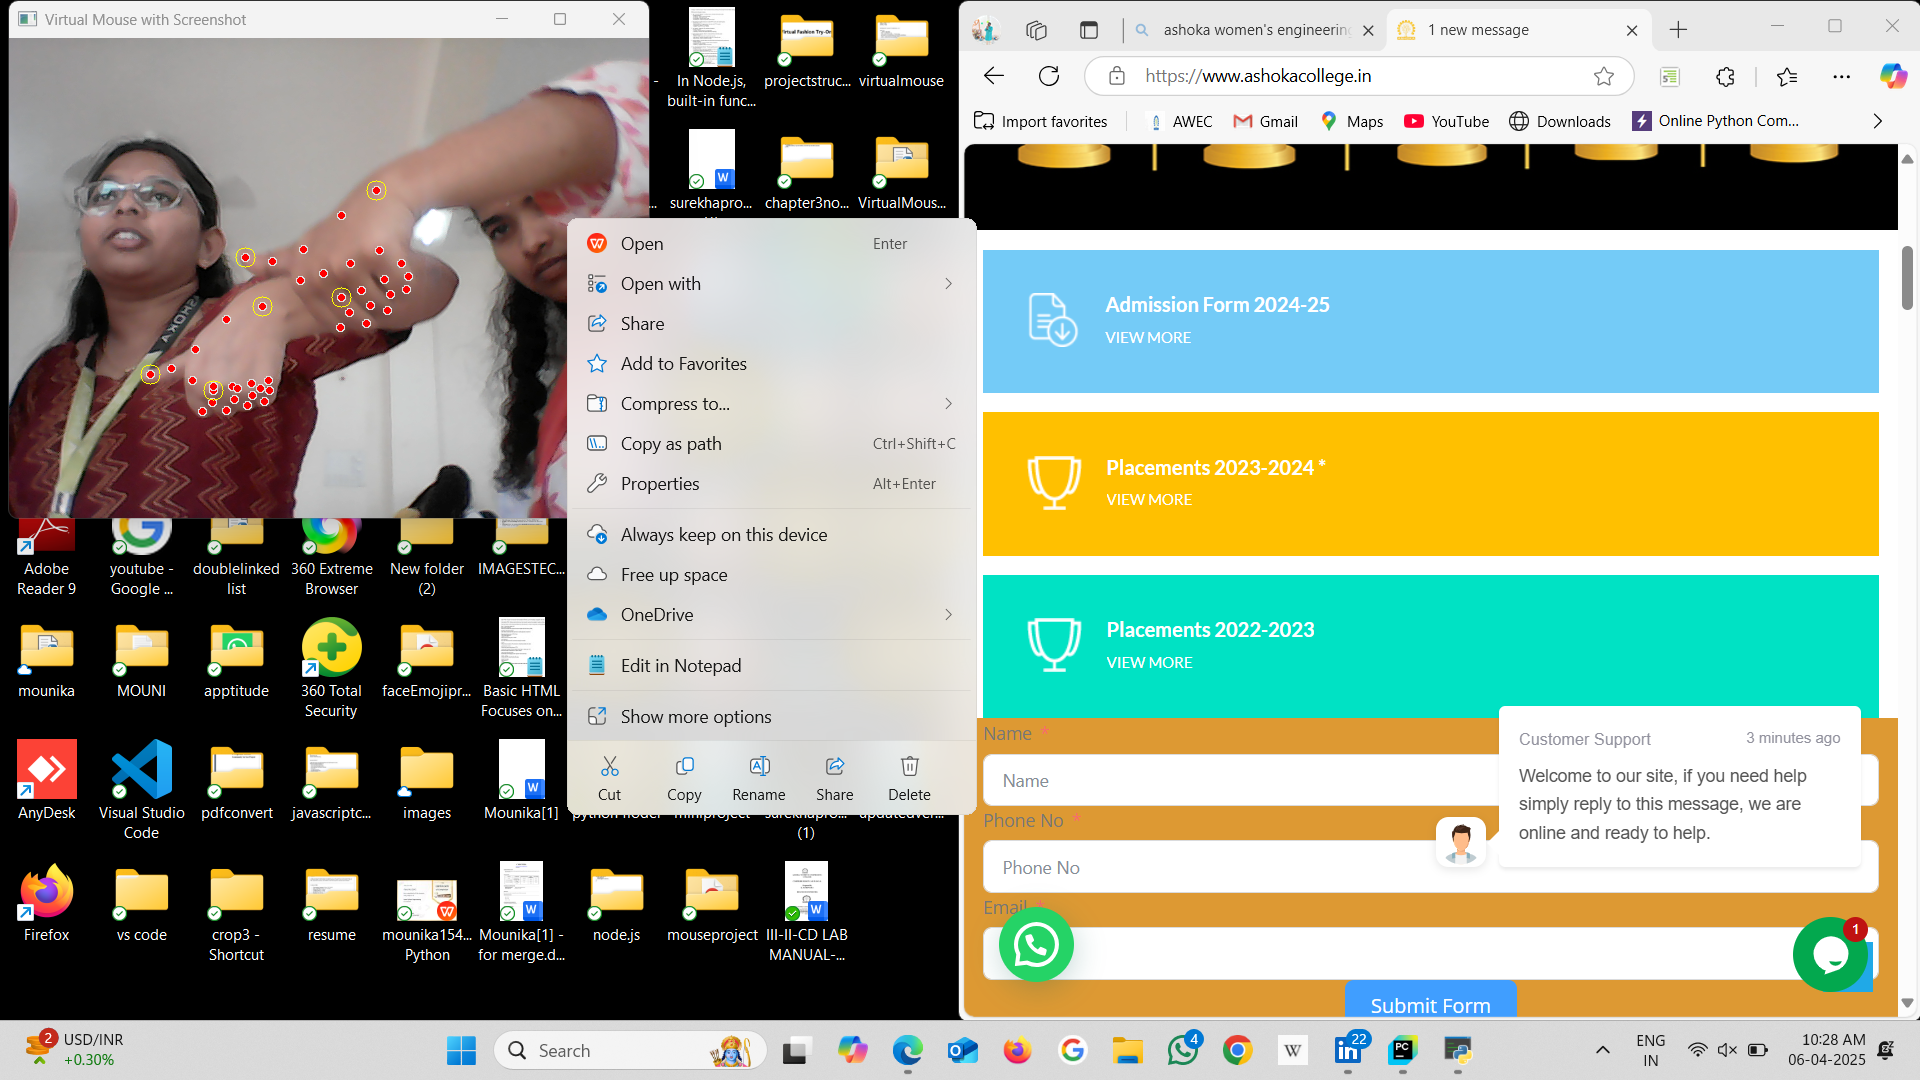 Virtual Mouse with Screenshot
In Node.js,
built-in func...
projectstruc...
virtualmouse
surekhapro...
chapter3no...
VirtualMous...
Open
Enter
Open with
Share
Add to Favorites
Compress to...
Copy as path
Ctrl+Shift+C
Properties
Alt+Enter
Always keep on this device
Free up space
OneDrive
Edit in Notepad
Show more options
Cut
Copy
Rename
Share
Delete
Adobe
Reader 9
youtube -
Google ...
doublelinked
list
360 Extreme
Browser
New folder
(2)
IMAGESTEC...
mounika
MOUNI
apptitude
360 Total
Security
faceEmojipr...
Basic HTML
Focuses on...
AnyDesk
Visual Studio
Code
pdfconvert
javascriptc...
images
Mounika[1]
(1)
Firefox
vs code
crop3 -
Shortcut
resume
mounika154...
Python
Mounika[1] -
for merge.d...
node.js
mouseproject
III-II-CD LAB
MANUAL-...
ashoka women's engineering
1 new message
https://www.ashokacollege.in
Import favorites
AWEC
Gmail
Maps
YouTube
Downloads
Online Python Com...
Admission Form 2024-25
VIEW MORE
Placements 2023-2024 *
VIEW MORE
Placements 2022-2023
VIEW MORE
Name *
Name
Phone No *
Phone No
Email *
Submit Form
Customer Support
3 minutes ago
Welcome to our site, if you need help
simply reply to this message, we are
online and ready to help.
1
2
USD/INR
+0.30%
Search
4
22
ENG
IN
10:28 AM
06-04-2025